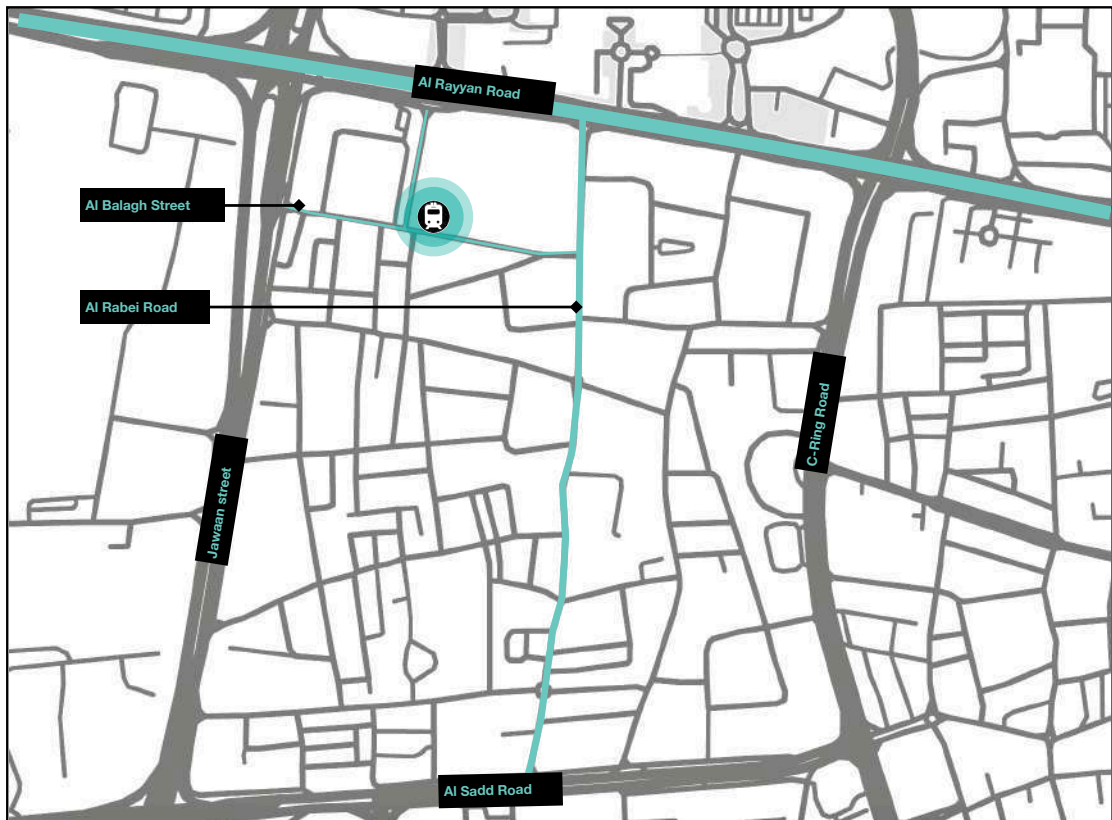 Al Rayyan Road
Al Balagh Street
Al Rabei Road
C-Ring Road
Jawaan street
Al Sadd Road